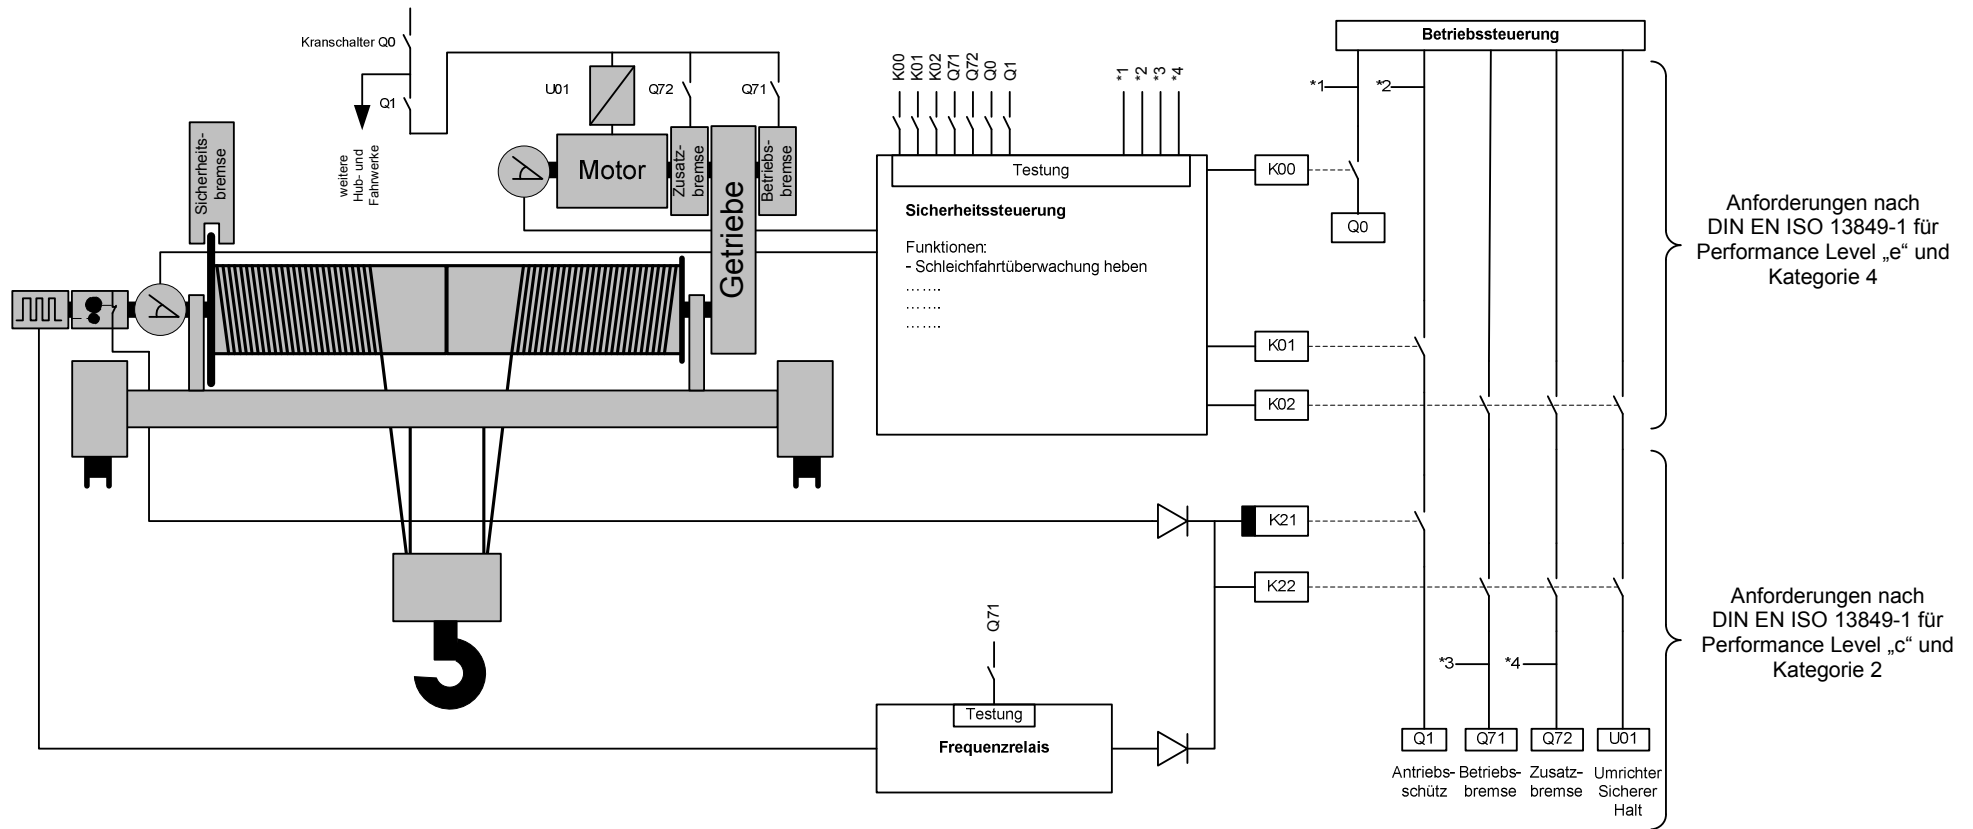 Kranschalter Q0
Q1
weitere
Hub- und
Fahrwerke
U01
Q72
Q71
Sicherheits-
bremse
Motor
Zusatz-
bremse
Getriebe
Betriebs-
bremse
K00
K01
K02
Q71
Q72
Q0
Q1
*1
*2
*3
*4
Testung
Sicherheitssteuerung
Funktionen:
- Schleichfahrtüberwachung heben
.......
.......
.......
Betriebssteuerung
*1
*2
K00
Q0
K01
K02
K21
K22
Q71
Testung
Frequenzrelais
*3
*4
Q1
Q71
Q72
U01
Antriebs-
schütz
Betriebs-
bremse
Zusatz-
bremse
Umrichter
Sicherer
Halt
Anforderungen nach
DIN EN ISO 13849-1 für
Performance Level „e“ und
Kategorie 4
Anforderungen nach
DIN EN ISO 13849-1 für
Performance Level „c“ und
Kategorie 2